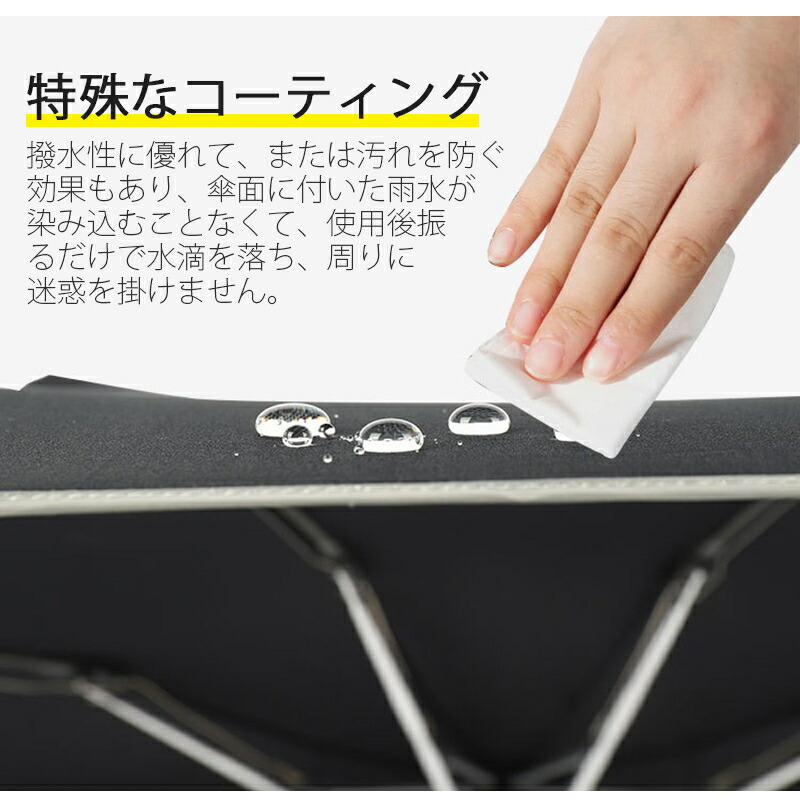 特殊なコーティング
撥水性に優れて、または汚れを防ぐ
効果もあり、傘面に付いた雨水が
染み込むことなくて、使用後振
るだけで水滴を落ち、周りに
迷惑を掛けません。